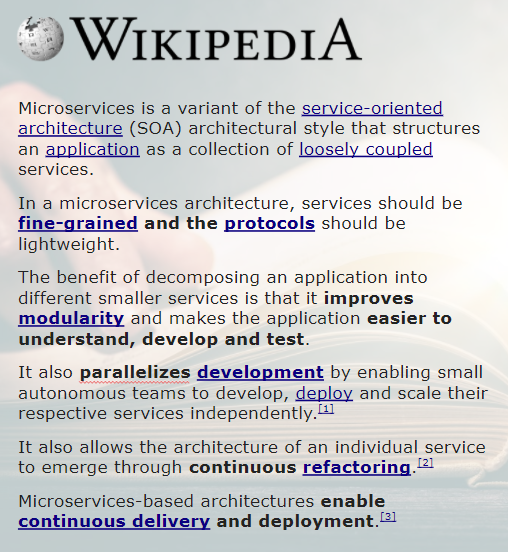 WIKIPEDIA
Microservices is a variant of the service-oriented
architecture (SOA) architectural style that structures
an application as a collection of loosely coupled
services.
In a microservices architecture, services should be
fine-grained and the protocols should be
lightweight.
The benefit of decomposing an application into
different smaller services is that it improves
modularity and makes the application easier to
understand, develop and test.
It also parallelizes development by enabling small
autonomous teams to develop, deploy and scale their
respective services independently.[1]
It also allows the architecture of an individual service
to emerge through continuous refactoring.[2]
Microservices-based architectures enable
continuous delivery and deployment.[3]